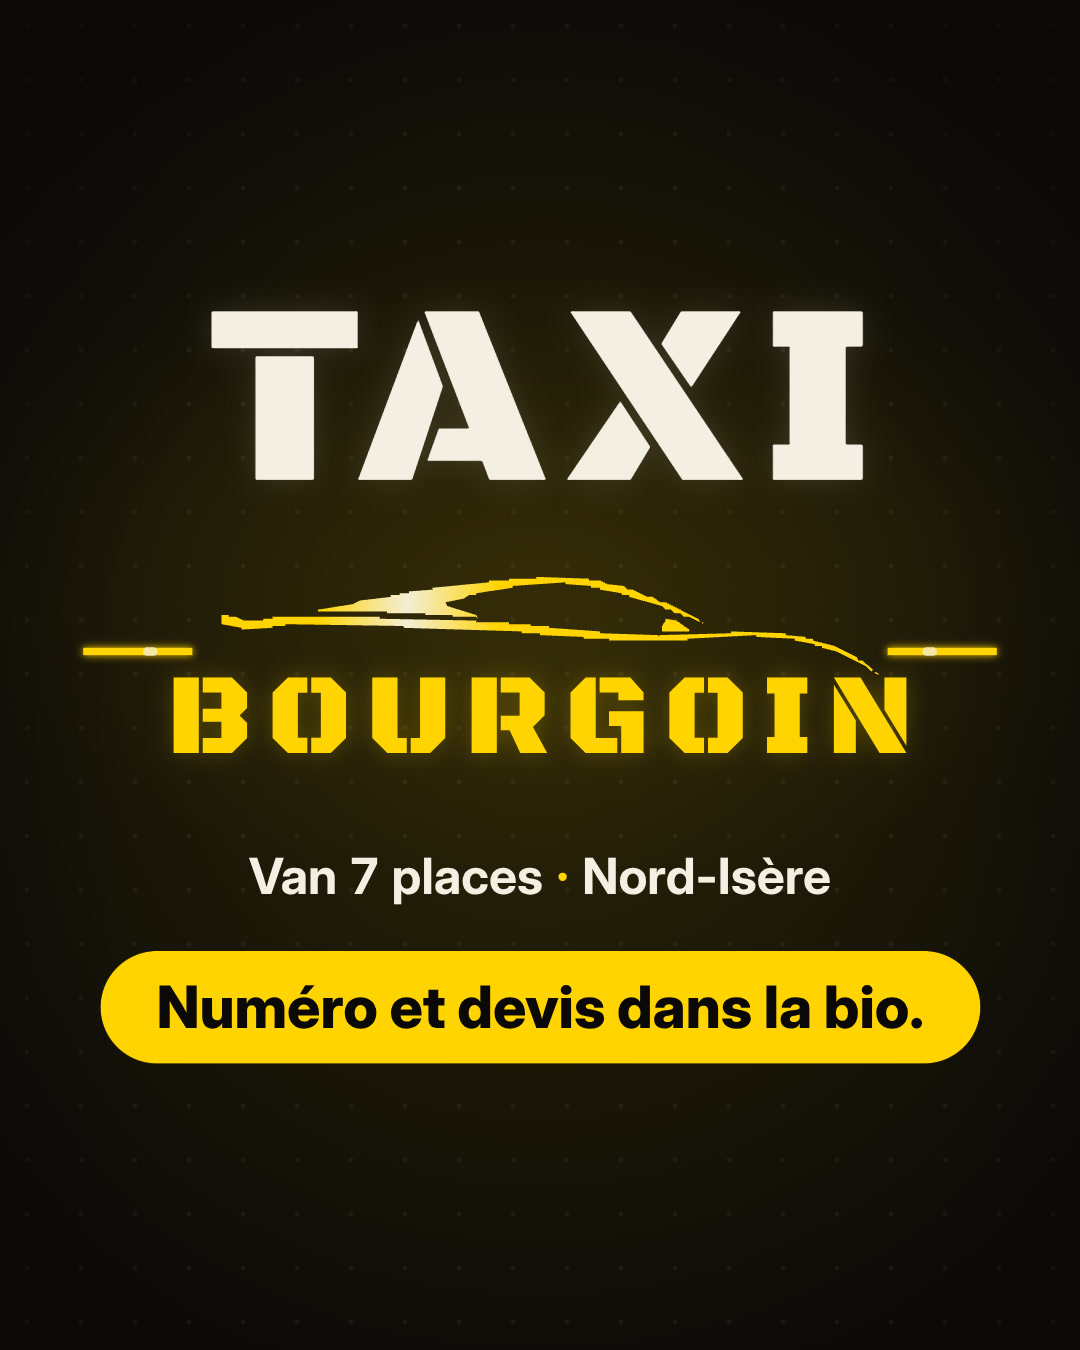 TAXI
BOURGOIN
Van 7 places · Nord-Isère
Numéro et devis dans la bio.